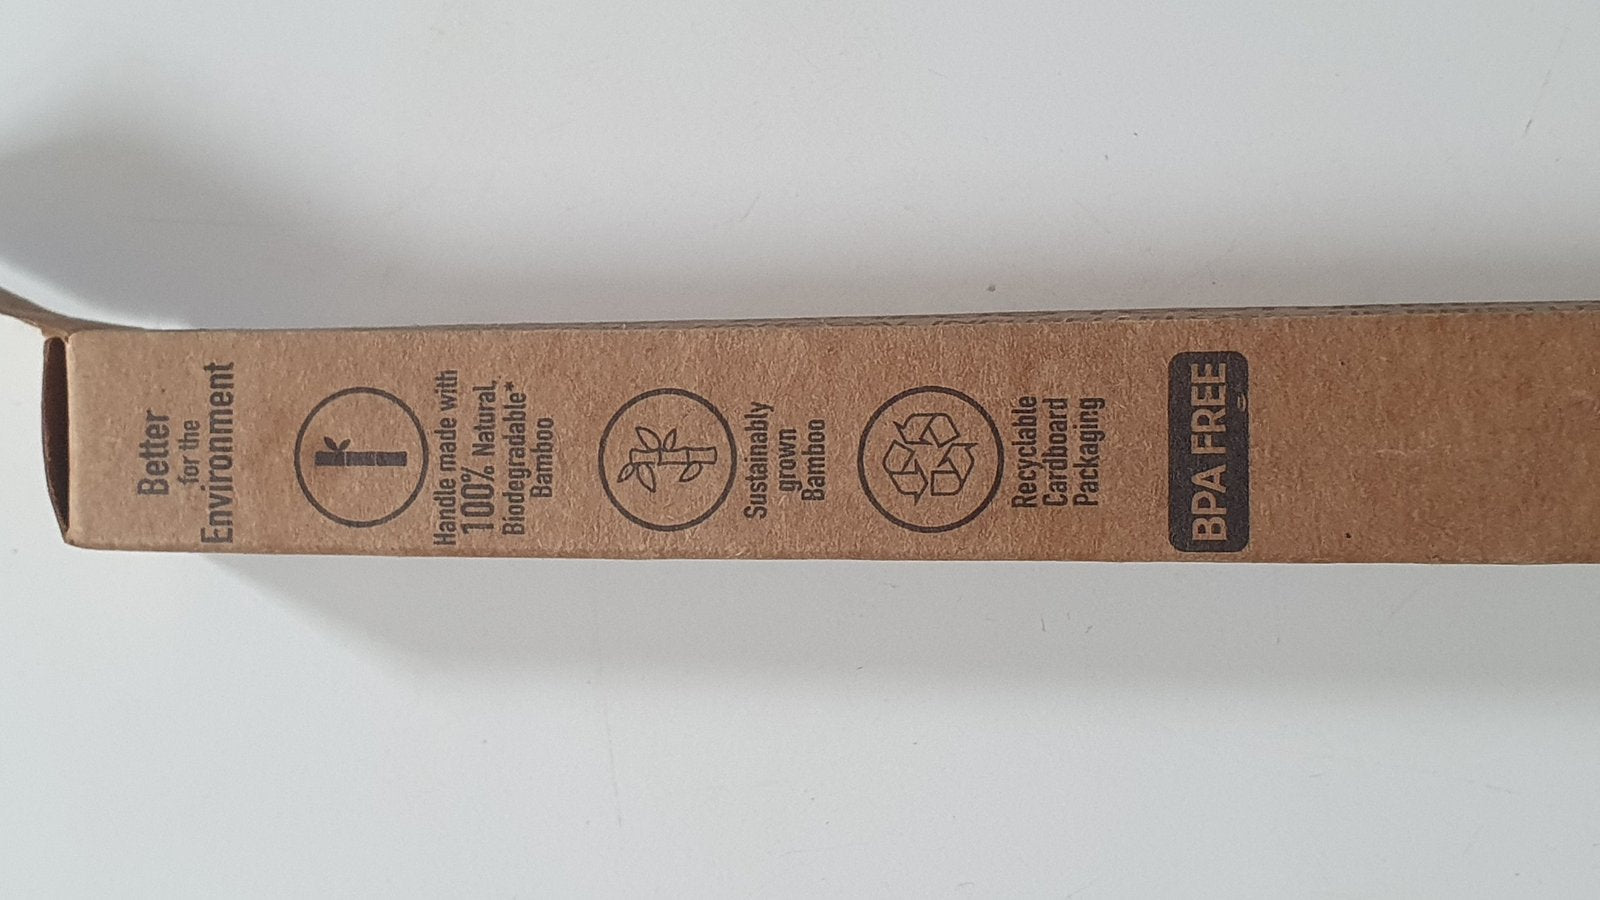 Better
for the
Environment
Handle made with
100% Natural,
Biodegradable*
Bamboo
Sustainably
grown
Bamboo
Recyclable
Cardboard
Packaging
BPA FREE